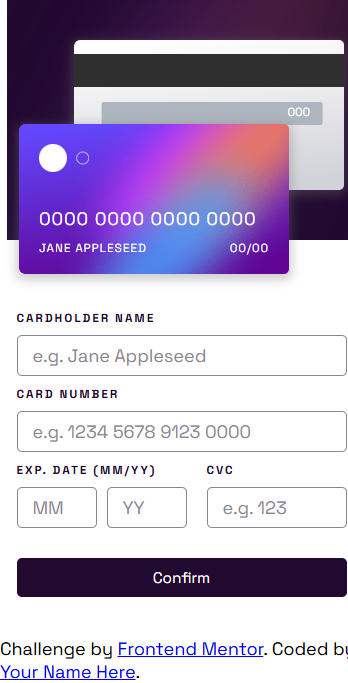 000
0000 0000 0000 0000
JANE APPLESEED 00/00
CARDHOLDER NAME
e.g. Jane Appleseed
CARD NUMBER
e.g. 1234 5678 9123 0000
EXP. DATE (MM/YY) CVC
MM YY e.g. 123
Confirm
Challenge by Frontend Mentor. Coded by
Your Name Here.